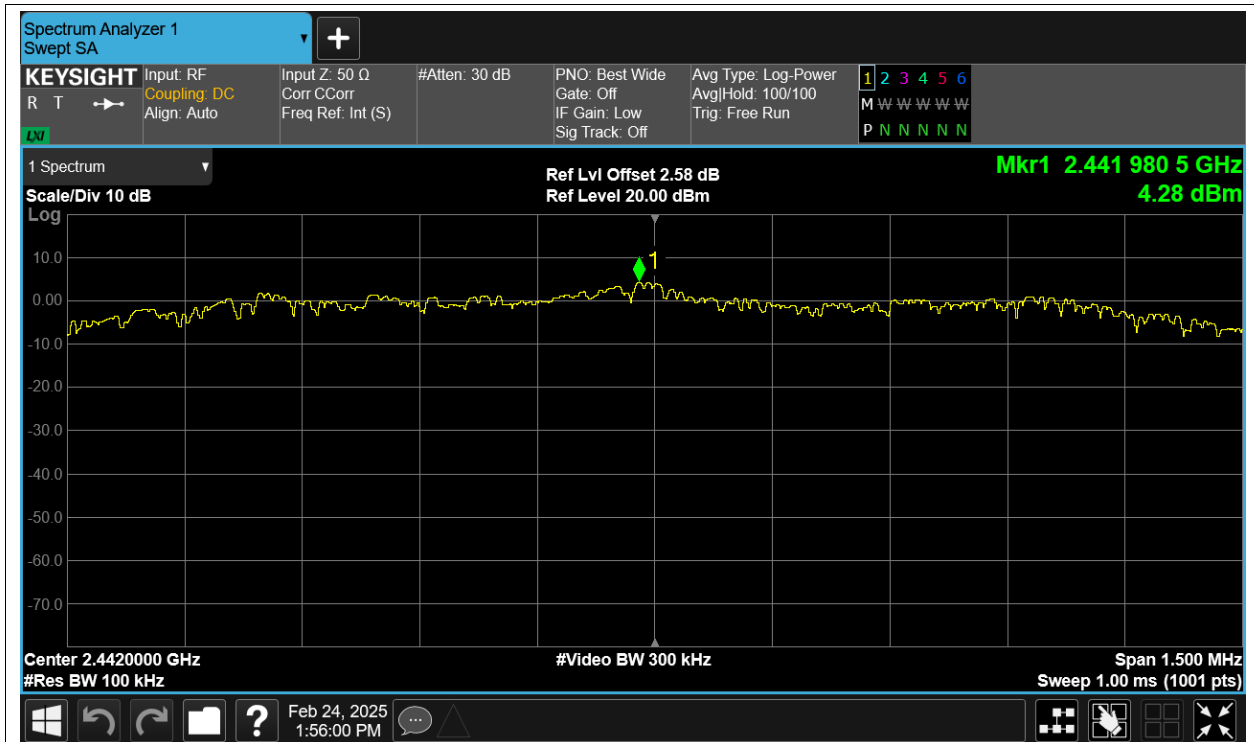 Spectrum Analyzer 1
Swept SA
KEYSIGHT
R T
LXI
Input: RF
Coupling: DC
Align: Auto
Input Z: 50 Ω
Corr CCorr
Freq Ref: Int (S)
#Atten: 30 dB
PNO: Best Wide
Gate: Off
IF Gain: Low
Sig Track: Off
Avg Type: Log-Power
Avg|Hold: 100/100
Trig: Free Run
1 2 3 4 5 6
M W W W W W
P N N N N N
1 Spectrum
Scale/Div 10 dB
Ref Lvl Offset 2.58 dB
Ref Level 20.00 dBm
Mkr1 2.441 980 5 GHz
4.28 dBm
Log
10.0
0.00
-10.0
-20.0
-30.0
-40.0
-50.0
-60.0
-70.0
1
Center 2.4420000 GHz
#Res BW 100 kHz
#Video BW 300 kHz
Span 1.500 MHz
Sweep 1.00 ms (1001 pts)
?
Feb 24, 2025
1:56:00 PM